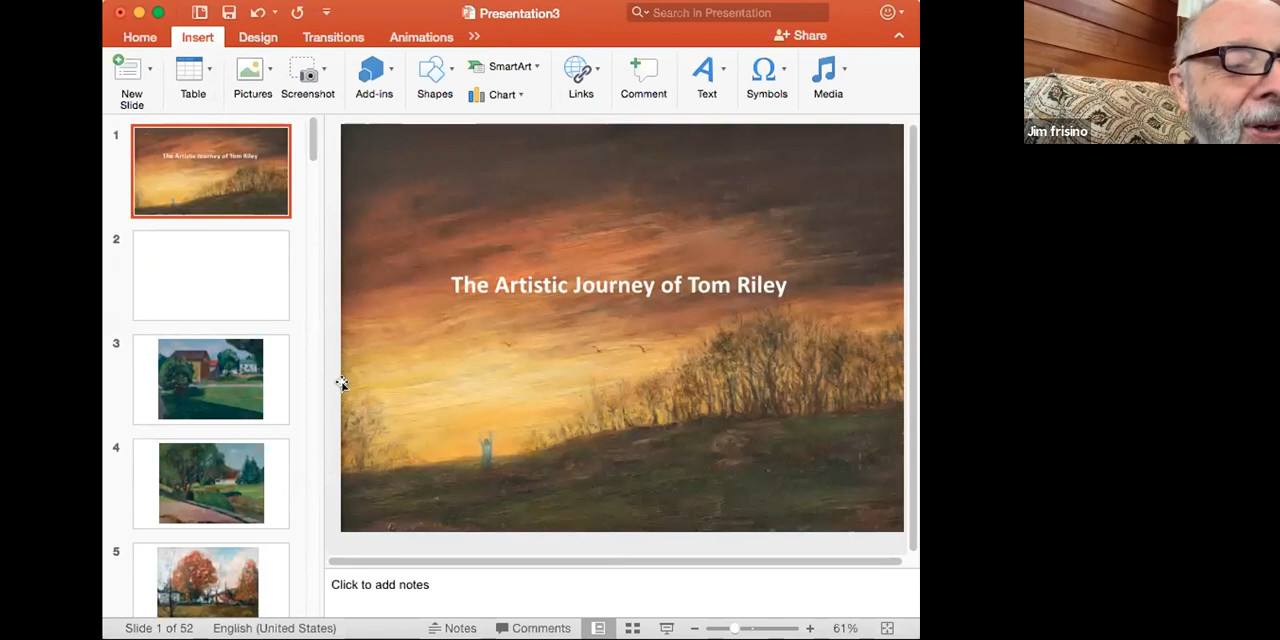 Presentation3
Search in Presentation
Home
Insert
Design
Transitions
Animations
>>
Share
New
Slide
Table
Pictures
Screenshot
Add-ins
Shapes
SmartArt
Chart
Links
Comment
Text
Symbols
Media
1
The Artistic Journey of Tom Riley
2
3
4
5
The Artistic Journey of Tom Riley
Click to add notes
Slide 1 of 52
English (United States)
Notes
Comments
61%
Jim frisino